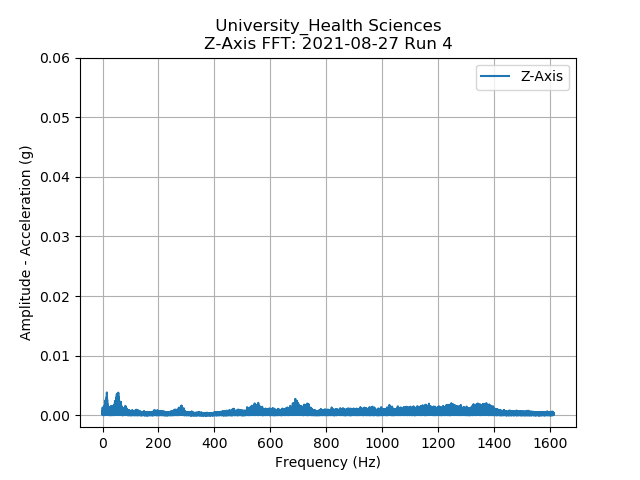 University_Health Sciences
Z-Axis FFT: 2021-08-27 Run 4
Z-Axis
0.06
0.05
0.04
0.03
0.02
0.01
0.00
Amplitude - Acceleration (g)
0 200 400 600 800 1000 1200 1400 1600
Frequency (Hz)